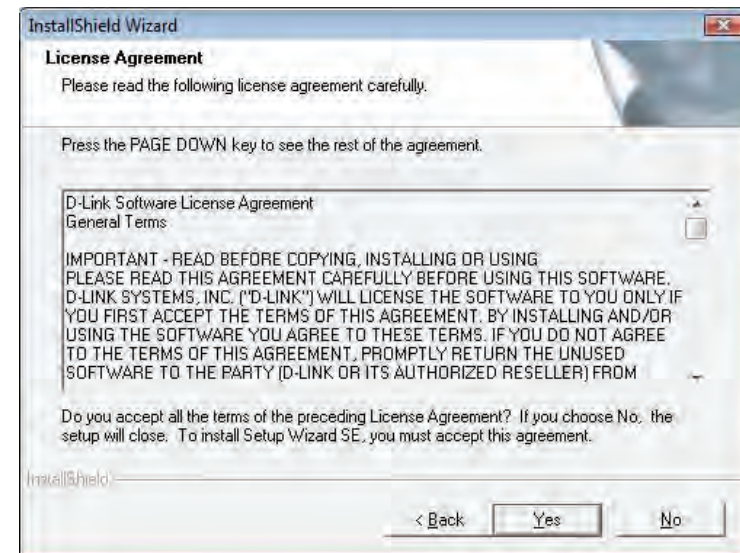 InstallShield Wizard
License Agreement
Please read the following license agreement carefully.
Press the PAGE DOWN key to see the rest of the agreement.
D-Link Software License Agreement
General Terms
IMPORTANT - READ BEFORE COPYING, INSTALLING OR USING
PLEASE READ THIS AGREEMENT CAREFULLY BEFORE USING THIS SOFTWARE.
D-LINK SYSTEMS, INC. ("D-LINK") WILL LICENSE THE SOFTWARE TO YOU ONLY IF
YOU FIRST ACCEPT THE TERMS OF THIS AGREEMENT. BY INSTALLING AND/OR
USING THE SOFTWARE YOU AGREE TO THESE TERMS. IF YOU DO NOT AGREE
TO THE TERMS OF THIS AGREEMENT, PROMPTLY RETURN THE UNUSED
SOFTWARE TO THE PARTY (D-LINK OR ITS AUTHORIZED RESELLER) FROM
Do you accept all the terms of the preceding License Agreement? If you choose No, the
setup will close. To install Setup Wizard SE, you must accept this agreement.
InstallShield
< Back Yes No